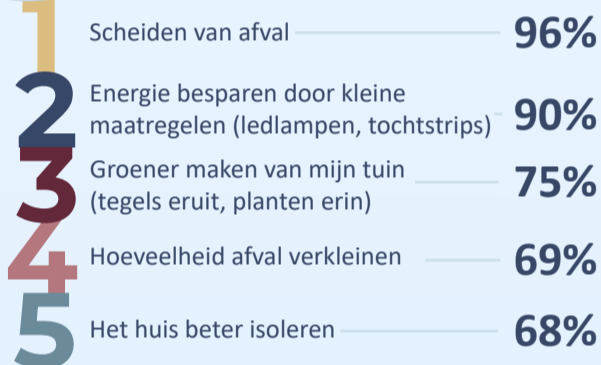 1 Scheiden van afval 96%
2 Energie besparen door kleine
maatregelen (ledlampen, tochtstrips) 90%
3 Groener maken van mijn tuin
(tegels eruit, planten erin) 75%
4 Hoeveelheid afval verkleinen 69%
5 Het huis beter isoleren 68%